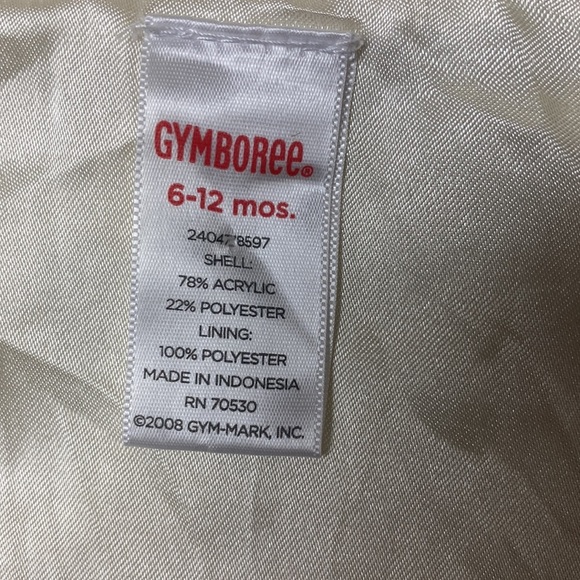 GYMBOREE®
6-12 mos.
SHELL:
78% ACRYLIC
22% POLYESTER
LINING:
100% POLYESTER
MADE IN INDONESIA
RN 70530
©2008 GYM-MARK, INC.